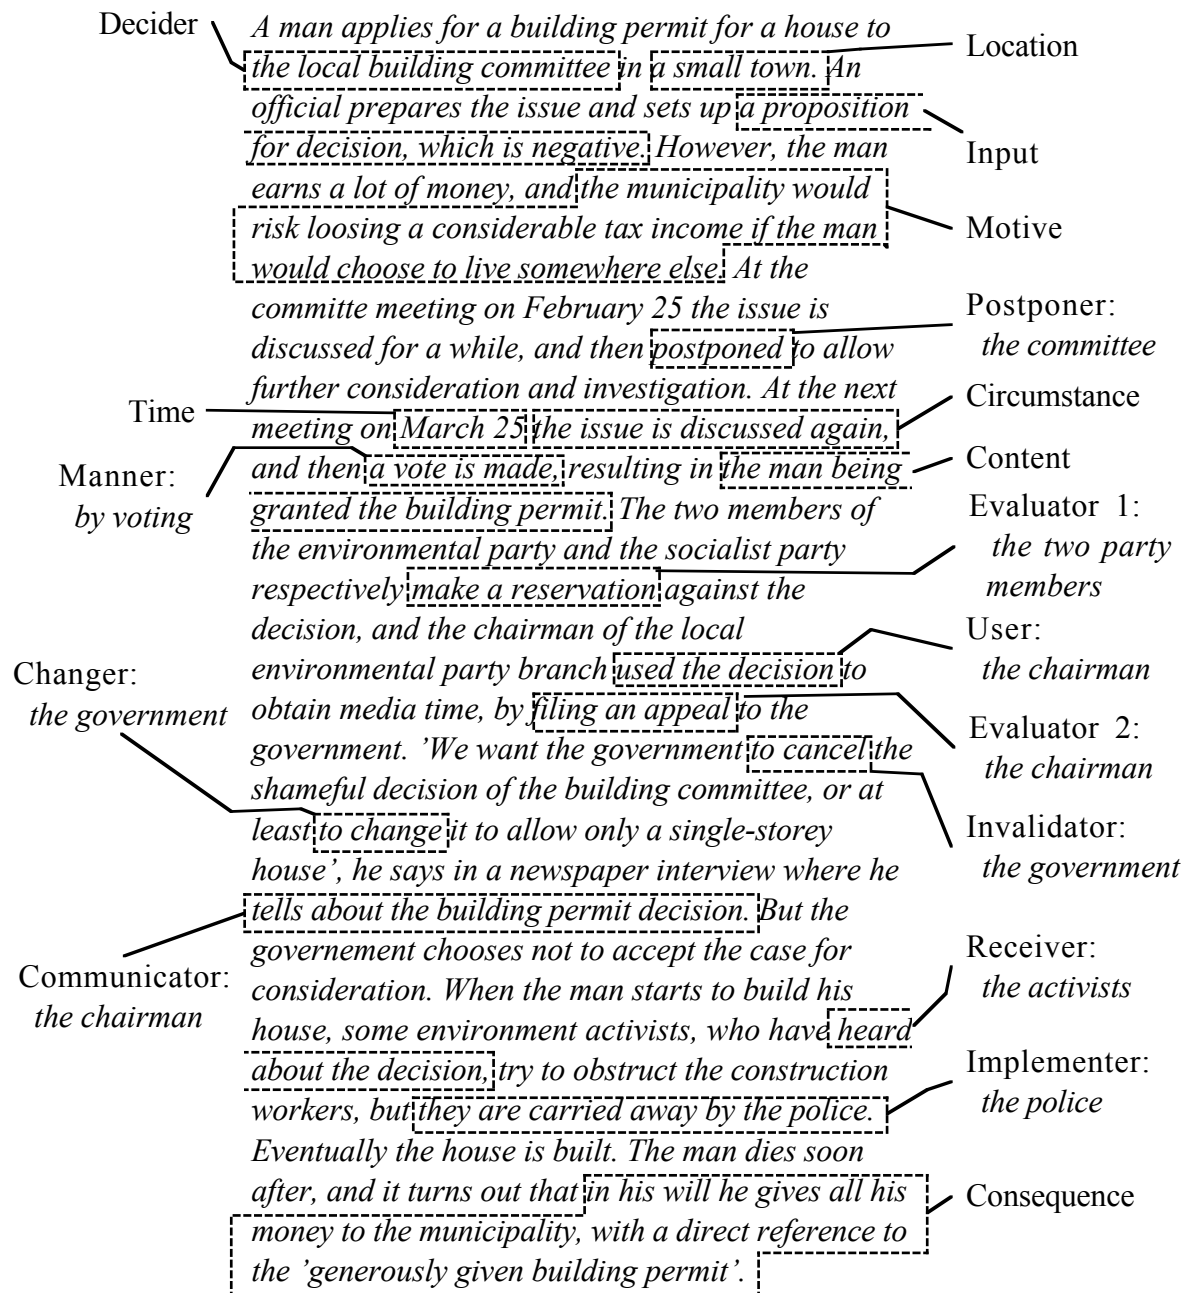 Decider
A man applies for a building permit for a house to
the local building committee in a small town. An
Location
official prepares the issue and sets up a proposition
for decision, which is negative. However, the man
Input
earns a lot of money, and the municipality would
risk loosing a considerable tax income if the man
Motive
would choose to live somewhere else. At the
committe meeting on February 25 the issue is
Postponer:
the committee
discussed for a while, and then postponed to allow
further consideration and investigation. At the next
Circumstance
Time
meeting on March 25 the issue is discussed again,
and then a vote is made, resulting in the man being
Content
Manner:
by voting
granted the building permit. The two members of
Evaluator 1:
the two party
members
the environmental party and the socialist party
respectively make a reservation against the
decision, and the chairman of the local
User:
the chairman
environmental party branch used the decision to
Changer:
the government
obtain media time, by filing an appeal to the
Evaluator 2:
the chairman
government. 'We want the government to cancel the
shameful decision of the building committee, or at
least to change it to allow only a single-storey
Invalidator:
the government
house', he says in a newspaper interview where he
tells about the building permit decision. But the
governement chooses not to accept the case for
Receiver:
the activists
Communicator:
the chairman
consideration. When the man starts to build his
house, some environment activists, who have heard
about the decision, try to obstruct the construction
Implementer:
the police
workers, but they are carried away by the police.
Eventually the house is built. The man dies soon
after, and it turns out that in his will he gives all his
Consequence
money to the municipality, with a direct reference to
the 'generously given building permit'.